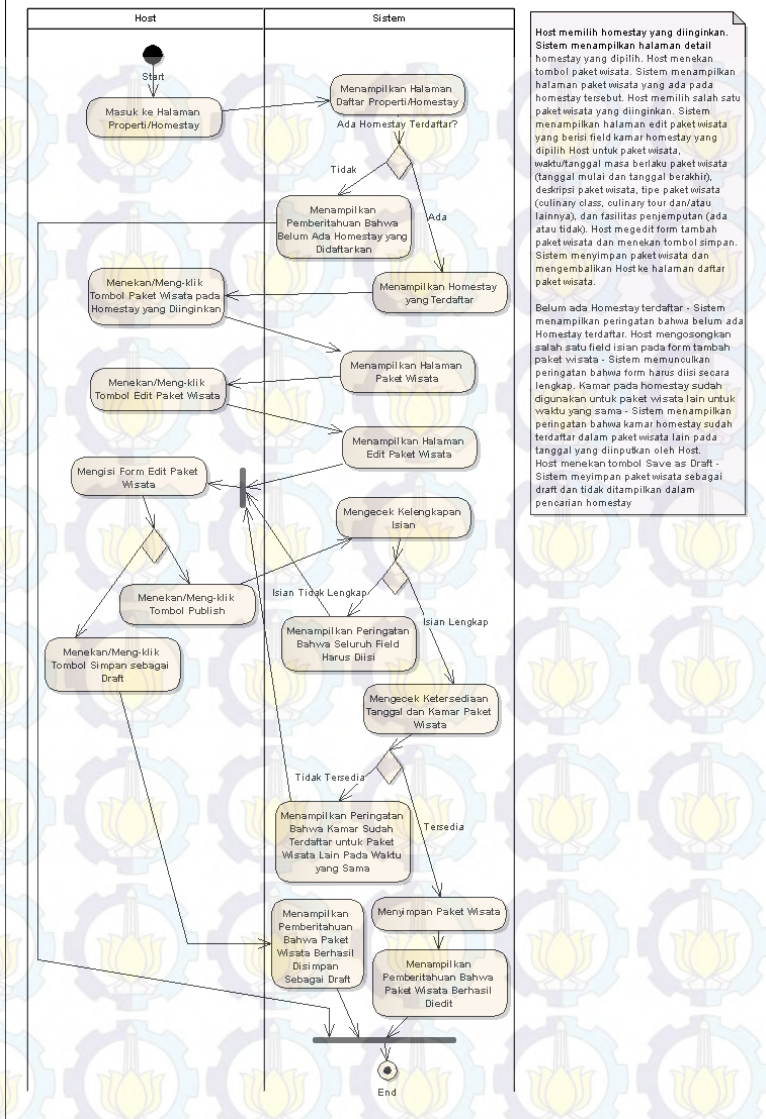 Host
Sistem
Start
Masuk ke Halaman
Properti/Homestay
Menampilkan Halaman
Daftar Properti/Homestay
Ada Homestay Terdaftar?
Tidak
Ada
Menampilkan
Pemberitahuan Bahwa
Belum Ada Homestay yang
Didaftarkan
Menampilkan Homestay
yang Terdaftar
Menekan/Meng-klik
Tombol Paket Wisata pada
Homestay yang Diinginkan
Menampilkan Halaman
Paket Wisata
Menekan/Meng-klik
Tombol Edit Paket Wisata
Menampilkan Halaman
Edit Paket Wisata
Mengisi Form Edit Paket
Wisata
Mengecek Kelengkapan
Isian
Menekan/Meng-klik
Tombol Publish
Isian Tidak Lengkap
Isian Lengkap
Menampilkan Peringatan
Bahwa Seluruh Field
Harus Diisi
Menekan/Meng-klik
Tombol Simpan sebagai
Draft
Mengecek Ketersediaan
Tanggal dan Kamar Paket
Wisata
Tidak Tersedia
Tersedia
Menampilkan Peringatan
Bahwa Kamar Sudah
Terdaftar untuk Paket
Wisata Lain Pada Waktu
yang Sama
Menyimpan Paket Wisata
Menampilkan
Pemberitahuan
Bahwa Paket
Wisata Berhasil
Disimpan
Sebagai Draft
Menampilkan
Pemberitahuan Bahwa
Paket Wisata Berhasil
Diedit
End
Host memilih homestay yang diinginkan.
Sistem menampilkan halaman detail
homestay yang dipilih. Host menekan
tombol paket wisata. Sistem menampilkan
halaman paket wisata yang ada pada
homestay tersebut. Host memilih salah satu
paket wisata yang diinginkan. Sistem
menampilkan halaman edit paket wisata
yang berisi field kamar homestay yang
dipilih Host untuk paket wisata,
waktu/tanggal masa berlaku paket wisata
(tanggal mulai dan tanggal berakhir),
deskripsi paket wisata, tipe paket wisata
(culinary class, culinary tour dan/atau
lainnya), dan fasilitas penjemputan (ada
atau tidak). Host megedit form tambah
paket wisata dan menekan tombol simpan.
Sistem menyimpan paket wisata dan
mengembalikan Host ke halaman daftar
paket wisata.
Belum ada Homestay terdaftar - Sistem
menampilkan peringatan bahwa belum ada
Homestay terdaftar. Host mengosongkan
salah satu field isian pada form tambah
paket wisata - Sistem memunculkan
peringatan bahwa form harus diisi secara
lengkap. Kamar pada homestay sudah
digunakan untuk paket wisata lain untuk
waktu yang sama - Sistem menampilkan
peringatan bahwa kamar homestay sudah
terdaftar dalam paket wisata lain pada
tanggal yang diinputkan oleh Host.
Host menekan tombol Save as Draft -
Sistem meyimpan paket wisata sebagai
draft dan tidak ditampilkan dalam
pencarian homestay